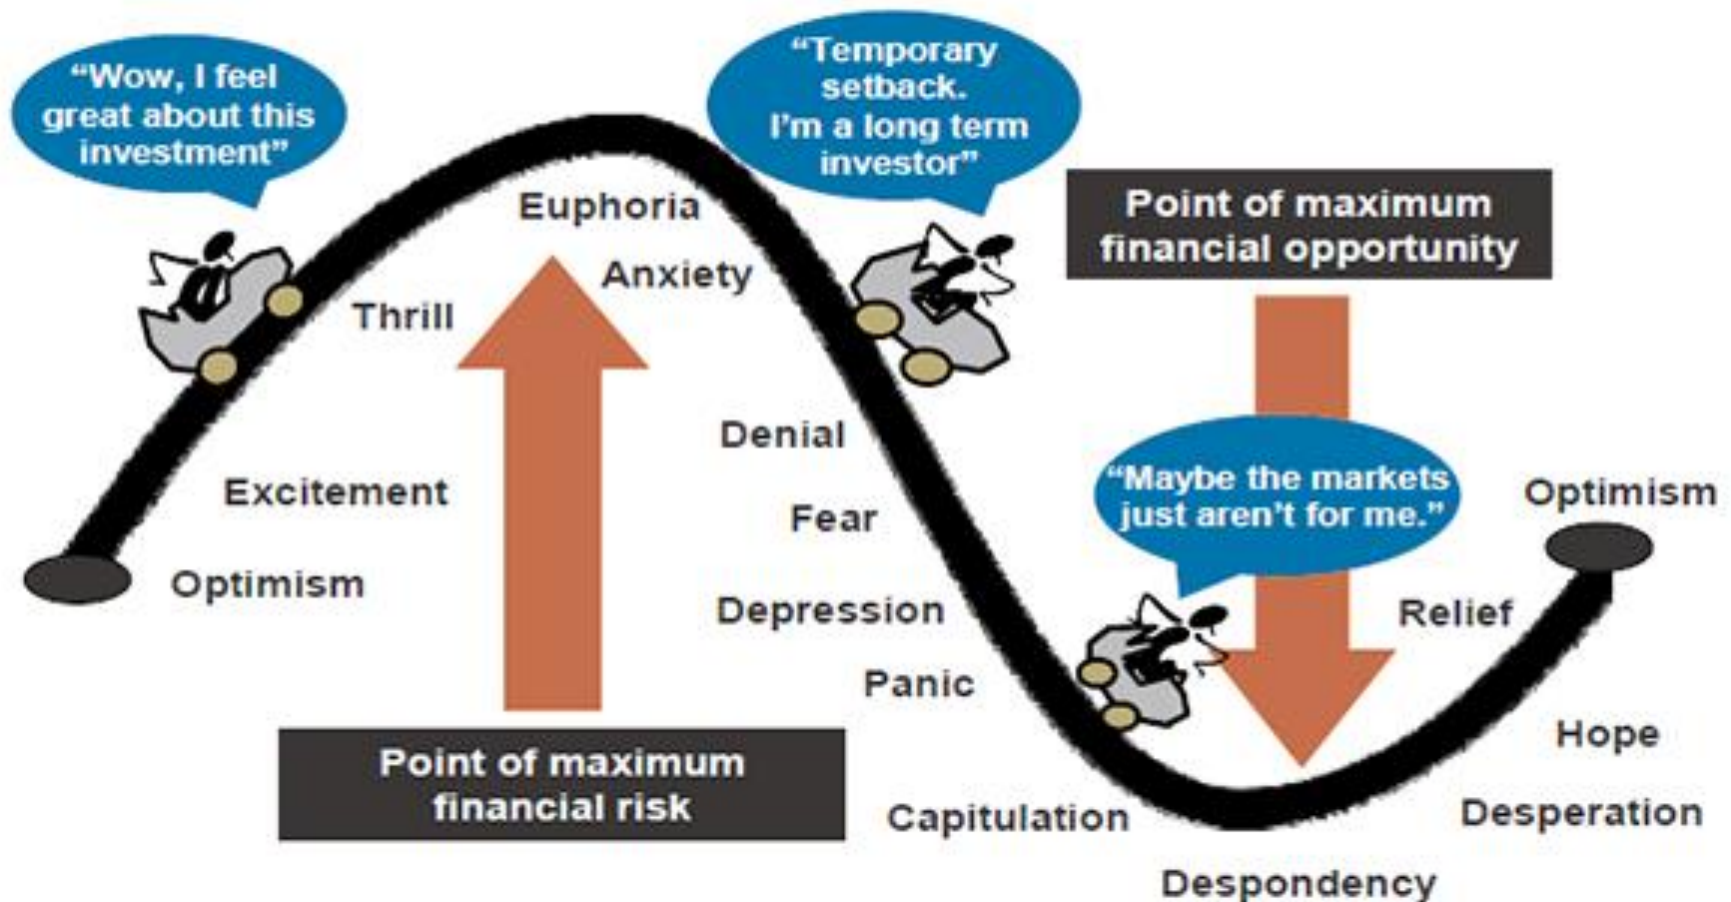 “Wow, I feel
great about this
investment”
“Temporary
setback.
I’m a long term
investor”
Point of maximum
financial opportunity
Euphoria
Anxiety
Thrill
Denial
Excitement
“Maybe the markets
just aren’t for me.”
Optimism
Fear
Optimism
Depression
Relief
Panic
Point of maximum
financial risk
Hope
Capitulation
Desperation
Despondency